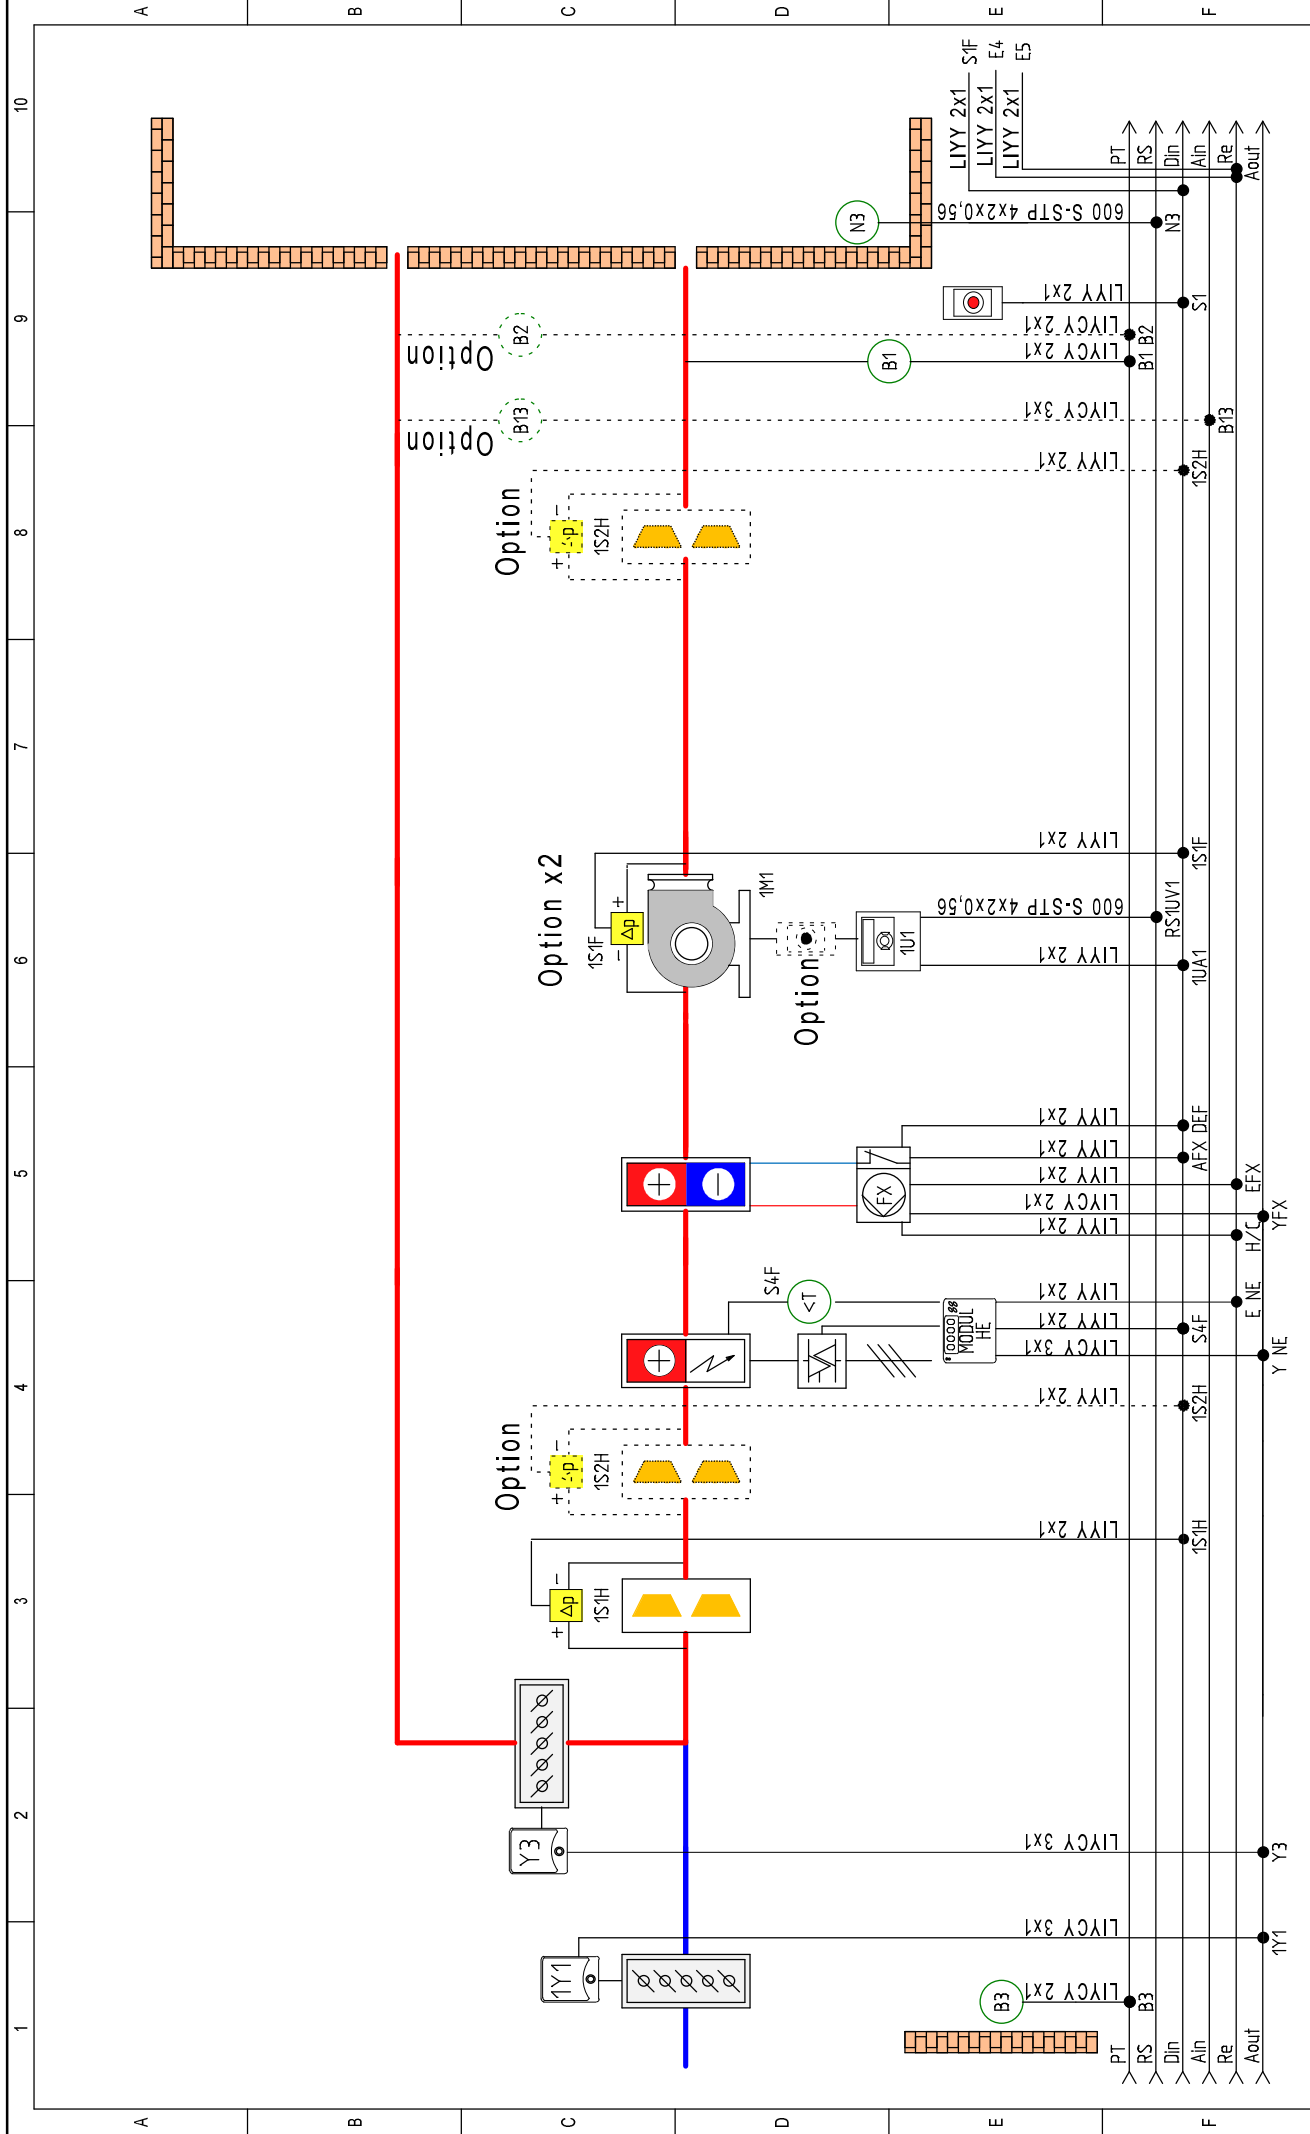 1
2
3
4
5
6
7
8
9
10
A
A
B
B
C
C
D
D
E
E
F
F
LIYY 2x1
S1F
LIYY 2x1
E4
LIYY 2x1
E5
Option
B2
Option
B13
Option
+
Δp
-
1S2H
Option x2
1S1F
-
Δp
+
1M1
Option
1U1
FX
S4F
<T
MODUL
HE
0000
88
Option
+
Δp
-
1S2H
+
Δp
-
1S1H
Y3
1Y1
B3
B1
N3
LIYCY 2x1
LIYCY 3x1
LIYCY 3x1
LIYY 2x1
LIYY 2x1
LIYCY 3x1
LIYY 2x1
LIYY 2x1
LIYY 2x1
LIYCY 2x1
LIYY 2x1
LIYY 2x1
LIYY 2x1
LIYY 2x1
600 S-STP 4x2x0,56
LIYY 2x1
LIYY 2x1
LIYCY 3x1
LIYCY 2x1
LIYCY 2x1
LIYY 2x1
600 S-STP 4x2x0,56
PT
PT
RS
RS
Din
Din
Ain
Ain
Re
Re
Aout
Aout
B3
1Y1
Y3
1S1H
1S2H
Y NE
S4F
E NE
H/C
YFX
EFX
AFX
DEF
1UA1
RS1UV1
1S1F
1S2H
B13
B1
B2
S1
N3